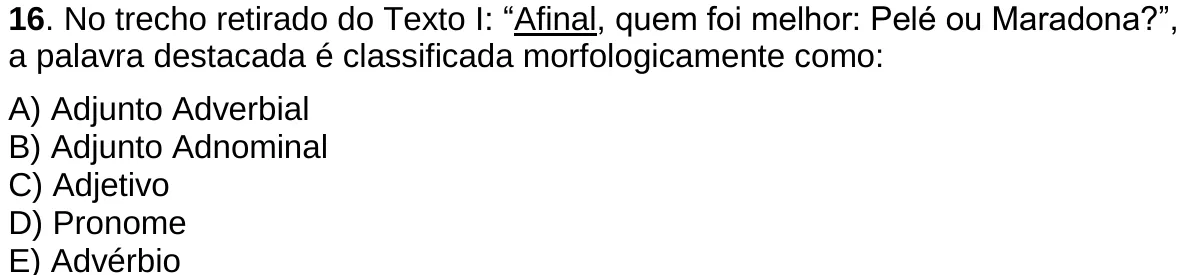 16. No trecho retirado do Texto I: “Afinal, quem foi melhor: Pelé ou Maradona?”,
a palavra destacada é classificada morfologicamente como:
A) Adjunto Adverbial
B) Adjunto Adnominal
C) Adjetivo
D) Pronome
E) Advérbio